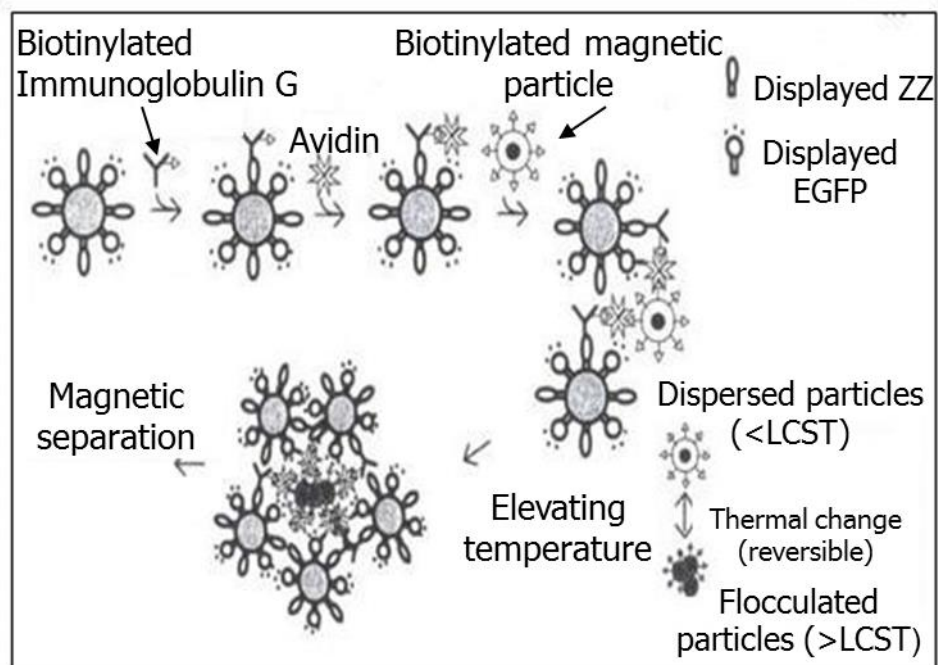 Biotinylated
Immunoglobulin G
Avidin
Biotinylated magnetic
particle
Displayed ZZ
Displayed
EGFP
Dispersed particles
(<LCST)
Thermal change
(reversible)
Flocculated
particles (>LCST)
Elevating
temperature
Magnetic
separation